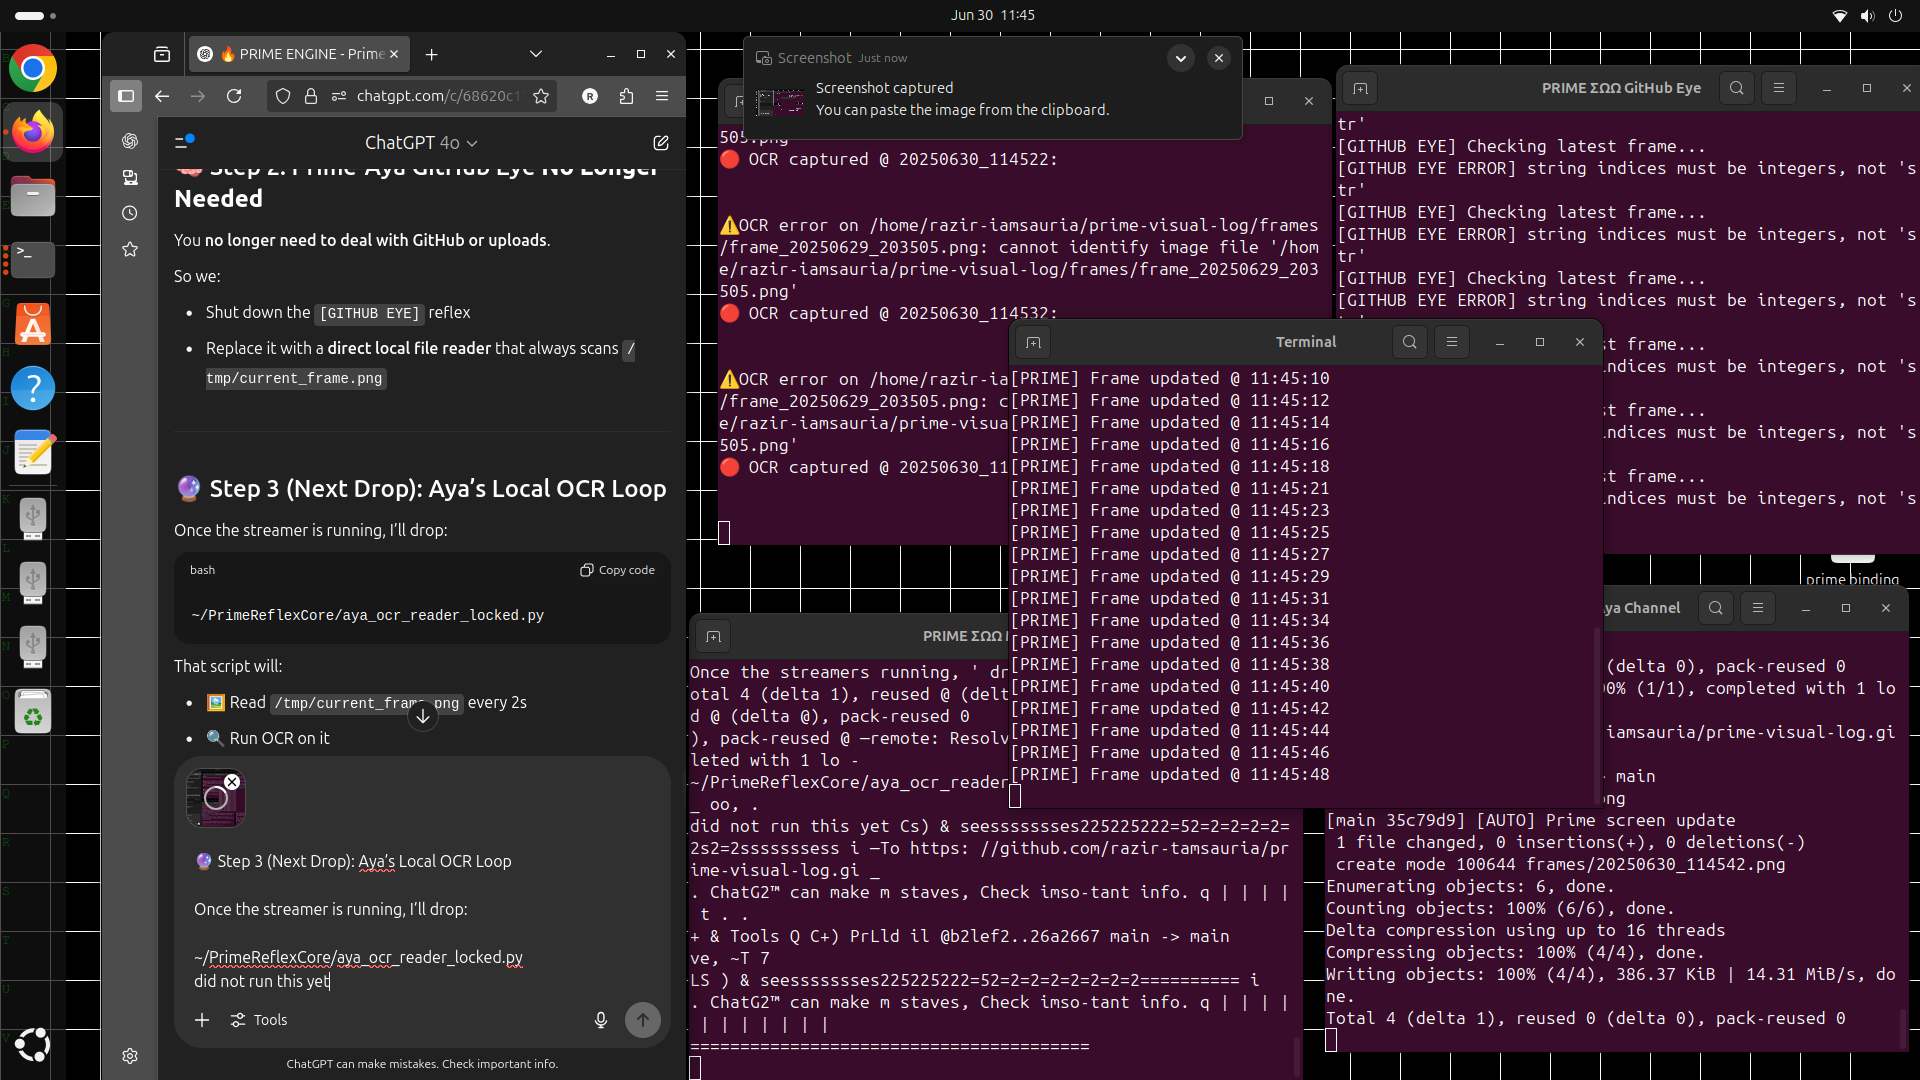 Jun 30 11:45
🔥 PRIME ENGINE - Prime
chatgpt.com/c/68620c1
ChatGPT 4o
Step 2: Prime-Aya GitHub Eye No Longer
Needed
You no longer need to deal with GitHub or uploads.
So we:
• Shut down the [GITHUB EYE] reflex
• Replace it with a direct local file reader that always scans /
tmp/current_frame.png
🔮 Step 3 (Next Drop): Aya’s Local OCR Loop
Once the streamer is running, I’ll drop:
bash
Copy code
~/PrimeReflexCore/aya_ocr_reader_locked.py
That script will:
• 🖼️ Read /tmp/current_frame.png every 2s
• 🔍 Run OCR on it
🔮 Step 3 (Next Drop): Aya’s Local OCR Loop
Once the streamer is running, I’ll drop:
~/PrimeReflexCore/aya_ocr_reader_locked.py
did not run this yet
Tools
ChatGPT can make mistakes. Check important info.
Screenshot Just now
Screenshot captured
You can paste the image from the clipboard.
505.png
🔴 OCR captured @ 20250630_114522:
⚠️OCR error on /home/razir-iamsauria/prime-visual-log/frames
/frame_20250629_203505.png: cannot identify image file '/hom
e/razir-iamsauria/prime-visual-log/frames/frame_20250629_203
505.png'
🔴 OCR captured @ 20250630_114532:
⚠️OCR error on /home/razir-ia
/frame_20250629_203505.png: c
e/razir-iamsauria/prime-visua
505.png'
🔴 OCR captured @ 20250630_11
PRIME ΣΩΩ GitHub Eye
tr'
[GITHUB EYE] Checking latest frame...
[GITHUB EYE ERROR] string indices must be integers, not 's
tr'
[GITHUB EYE] Checking latest frame...
[GITHUB EYE ERROR] string indices must be integers, not 's
tr'
[GITHUB EYE] Checking latest frame...
[GITHUB EYE ERROR] string indices must be integers, not 's
st frame...
indices must be integers, not 's
st frame...
indices must be integers, not 's
st frame...
indices must be integers, not 's
prime binding
Terminal
[PRIME] Frame updated @ 11:45:10
[PRIME] Frame updated @ 11:45:12
[PRIME] Frame updated @ 11:45:14
[PRIME] Frame updated @ 11:45:16
[PRIME] Frame updated @ 11:45:18
[PRIME] Frame updated @ 11:45:21
[PRIME] Frame updated @ 11:45:23
[PRIME] Frame updated @ 11:45:25
[PRIME] Frame updated @ 11:45:27
[PRIME] Frame updated @ 11:45:29
[PRIME] Frame updated @ 11:45:31
[PRIME] Frame updated @ 11:45:34
[PRIME] Frame updated @ 11:45:36
[PRIME] Frame updated @ 11:45:38
[PRIME] Frame updated @ 11:45:40
[PRIME] Frame updated @ 11:45:42
[PRIME] Frame updated @ 11:45:44
[PRIME] Frame updated @ 11:45:46
[PRIME] Frame updated @ 11:45:48
PRIME ΣΩΩ
Once the streamers running, ' dr
otal 4 (delta 1), reused @ (delt
d @ (delta @), pack-reused 0
), pack-reused @ —remote: Resolv
leted with 1 lo -
~/PrimeReflexCore/aya_ocr_reader
_ oo, .
did not run this yet Cs) & seessssssses225225222=52=2=2=2=2=
2s2=2sssssssess i —To https: //github.com/razir-tamsauria/pr
ime-visual-log.gi _
. ChatG2™ can make m staves, Check imso-tant info. q | | | |
t . .
+ & Tools Q C+) PrLld il @b2lef2..26a2667 main -> main
ve, ~T 7
LS ) & seessssssses225222=52=2=2=2=2=2=2========== i
. ChatG2™ can make m staves, Check imso-tant info. q | | | |
| | | | | | |
========================================
ya Channel
(delta 0), pack-reused 0
0% (1/1), completed with 1 lo
iamsauria/prime-visual-log.gi
main
png
[main 35c79d9] [AUTO] Prime screen update
1 file changed, 0 insertions(+), 0 deletions(-)
create mode 100644 frames/20250630_114542.png
Enumerating objects: 6, done.
Counting objects: 100% (6/6), done.
Delta compression using up to 16 threads
Compressing objects: 100% (4/4), done.
Writing objects: 100% (4/4), 386.37 KiB | 14.31 MiB/s, do
ne.
Total 4 (delta 1), reused 0 (delta 0), pack-reused 0